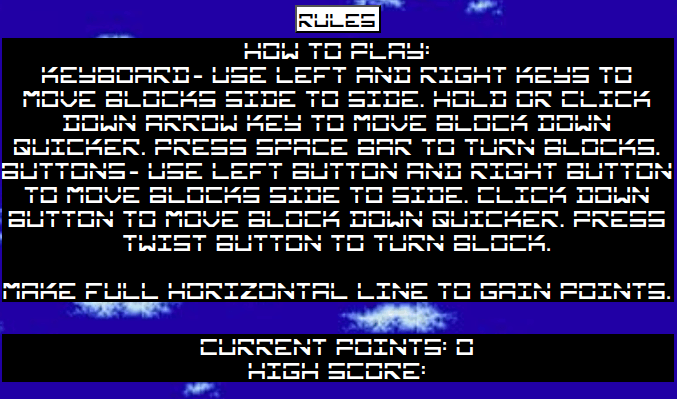 RULES
HOW TO PLAY:
KEYBOARD- USE LEFT AND RIGHT KEYS TO
MOVE BLOCKS SIDE TO SIDE. HOLD OR CLICK
DOWN ARROW KEY TO MOVE BLOCK DOWN
QUICKER. PRESS SPACE BAR TO TURN BLOCKS.
BUTTONS- USE LEFT BUTTON AND RIGHT BUTTON
TO MOVE BLOCKS SIDE TO SIDE. CLICK DOWN
BUTTON TO MOVE BLOCK DOWN QUICKER. PRESS
TWIST BUTTON TO TURN BLOCK.
MAKE FULL HORIZONTAL LINE TO GAIN POINTS.
CURRENT POINTS: 0
HIGH SCORE: